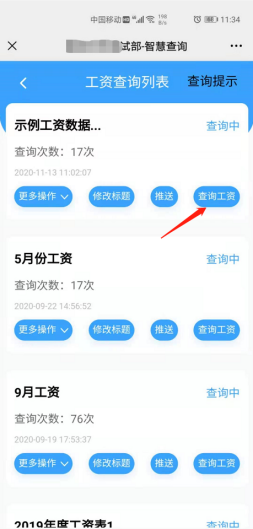 中国移动 4G 198 B/s 11:34
试部-智慧查询
工资查询列表 查询提示
示例工资数据... 查询中
查询次数：17次
2020-11-13 11:02:07
更多操作 修改标题 推送 查询工资
5月份工资 查询中
查询次数：17次
2020-09-22 14:56:52
更多操作 修改标题 推送 查询工资
9月工资 查询中
查询次数：76次
2020-09-19 17:53:37
更多操作 修改标题 推送 查询工资
2019年度工资表1 查询中